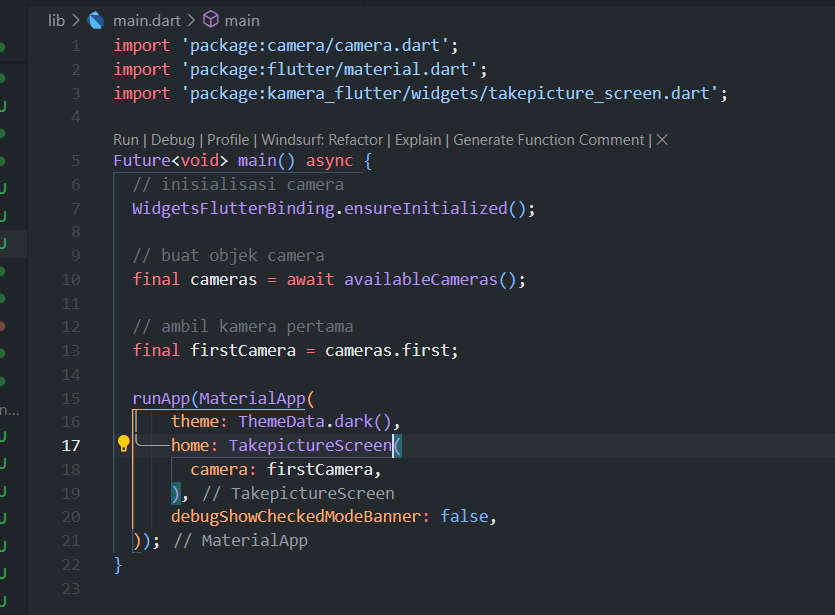 lib > main.dart > main
1 import 'package:camera/camera.dart';
2 import 'package:flutter/material.dart';
3 import 'package:kamera_flutter/widgets/takepicture_screen.dart';
4
Run | Debug | Profile | Windsurf: Refactor | Explain | Generate Function Comment | ×
5 Future<void> main() async {
6 // inisialisasi camera
7 WidgetsFlutterBinding.ensureInitialized();
8
9 // buat objek camera
10 final cameras = await availableCameras();
11
12 // ambil kamera pertama
13 final firstCamera = cameras.first;
14
15 runApp(MaterialApp(
16 theme: ThemeData.dark(),
17 home: TakepictureScreen(
18 camera: firstCamera,
19 ), // TakepictureScreen
20 debugShowCheckedModeBanner: false,
21 )); // MaterialApp
22 }
23